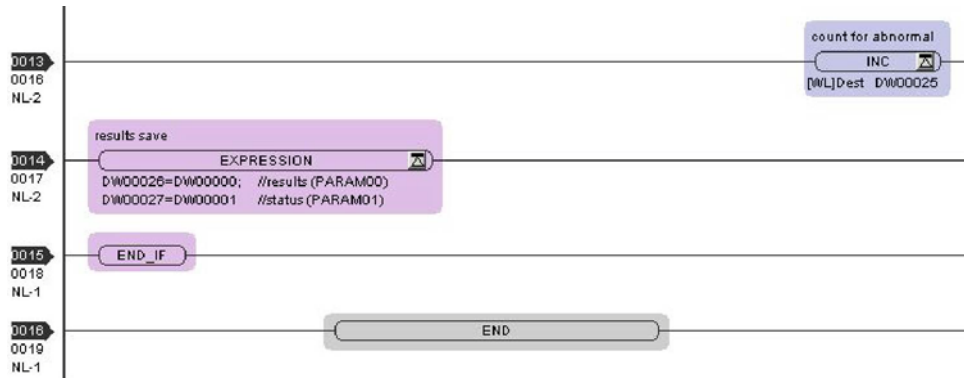 count for abnormal
0013
INC
0016
[WL]Dest DW00025
NL-2
results save
0014
EXPRESSION
0017
DW00026=DW00000; //results (PARAM00)
NL-2
DW00027=DW00001 //status (PARAM01)
0015
END_IF
0018
NL-1
0016
END
0019
NL-1